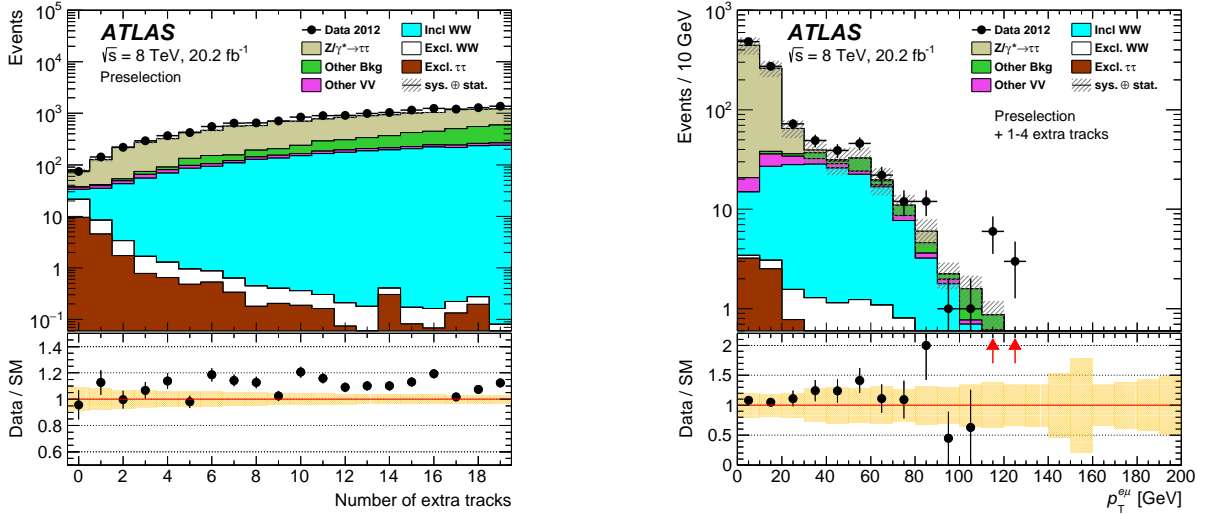 ATLAS
√s = 8 TeV, 20.2 fb⁻¹
Preselection
Data 2012
Z/γ*→ττ
Other Bkg
Other VV
Incl WW
Excl. WW
Excl. ττ
sys. ⊕ stat.
Events
10⁵
10⁴
10³
10²
10
1
10⁻¹
Data / SM
1.4
1.2
1.0
0.8
0.6
0 2 4 6 8 10 12 14 16 18
Number of extra tracks
ATLAS
√s = 8 TeV, 20.2 fb⁻¹
Data 2012
Z/γ*→ττ
Other Bkg
Other VV
Incl WW
Excl. WW
Excl. ττ
sys. ⊕ stat.
Preselection
+ 1-4 extra tracks
Events / 10 GeV
10³
10²
10
1
Data / SM
2
1.5
1
0.5
0
0 20 40 60 80 100 120 140 160 180 200
p_T^{eμ} [GeV]